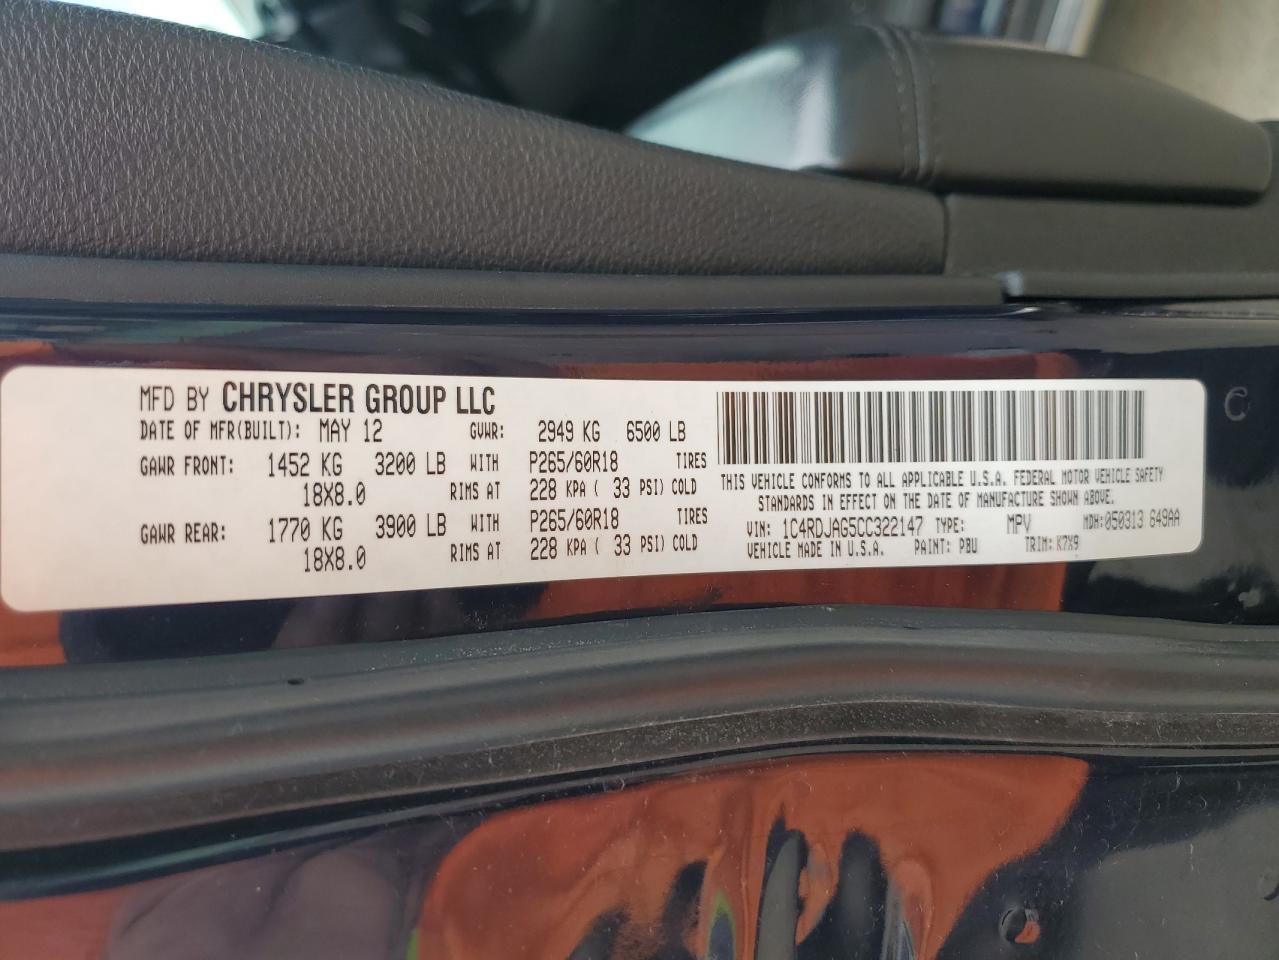 MFD BY CHRYSLER GROUP LLC
DATE OF MFR(BUILT): MAY 12 GVWR: 2949 KG 6500 LB
GAWR FRONT: 1452 KG 3200 LB WITH P265/60R18 TIRES
18X8.0 RIMS AT 228 KPA ( 33 PSI) COLD
GAWR REAR: 1770 KG 3900 LB WITH P265/60R18 TIRES
18X8.0 RIMS AT 228 KPA ( 33 PSI) COLD
THIS VEHICLE CONFORMS TO ALL APPLICABLE U.S.A. FEDERAL MOTOR VEHICLE SAFETY
STANDARDS IN EFFECT ON THE DATE OF MANUFACTURE SHOWN ABOVE.
VIN: 1C4RDJAG5CC322147 TYPE: MPV MDH:050313 649AA
VEHICLE MADE IN U.S.A. PAINT: PBU TRIM: K7X9
C